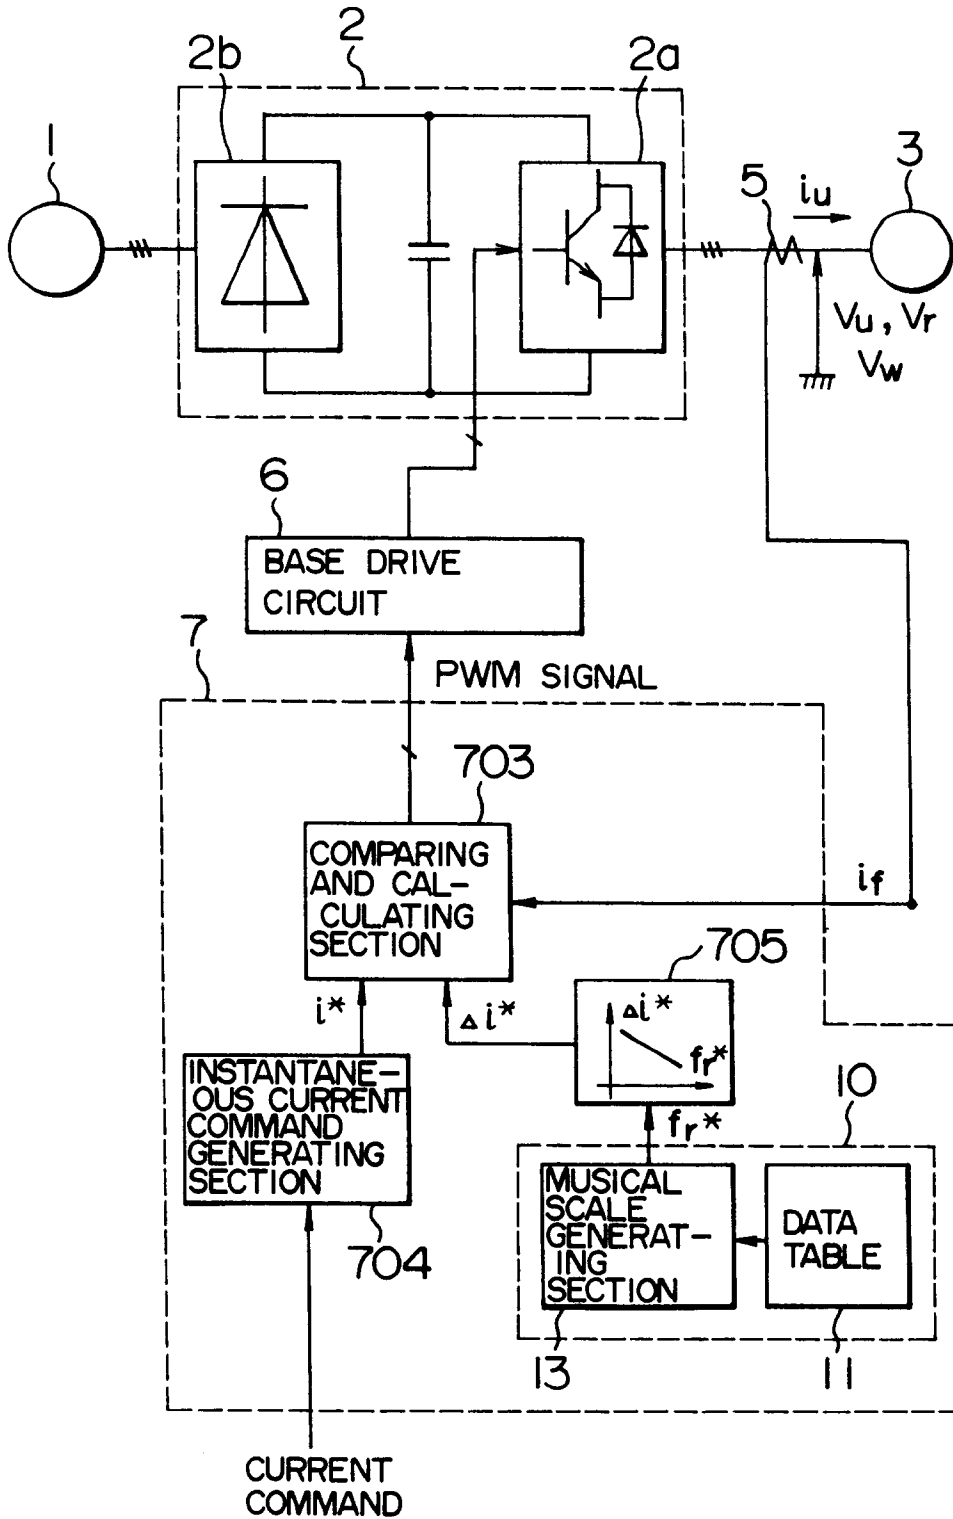 2
2b
2a
1
5
iu
3
Vu, Vr
Vw
6
BASE DRIVE
CIRCUIT
7
PWM SIGNAL
703
COMPARING
AND CAL-
CULATING
SECTION
if
705
i*
Δi*
Δi*
fr*
INSTANTANE-
OUS CURRENT
COMMAND
GENERATING
SECTION
fr*
10
MUSICAL
SCALE
GENERAT-
ING
SECTION
DATA
TABLE
704
13
11
CURRENT
COMMAND